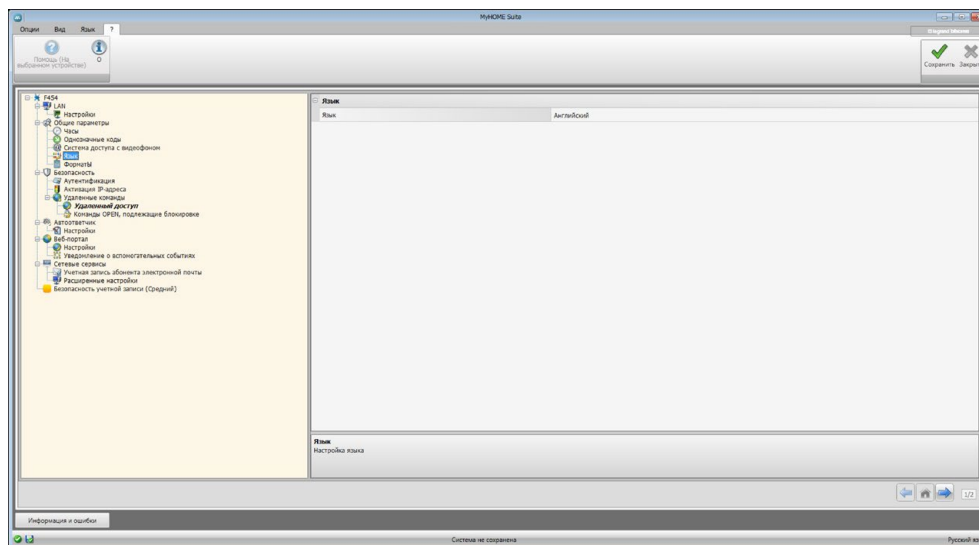 MyHOME Suite
Опции Вид Язык ?
Помощь (На выбранном устройстве)
О
Сохранить Закрыт
F454
LAN
Настройки
Общие параметры
Часы
Однозначные коды
Система доступа с видеофоном
Язык
Форматы
Безопасность
Аутентификация
Активация IP-адреса
Удаленные команды
Удаленный доступ
Команды OPEN, подлежащие блокировке
Автоответчик
Настройки
Веб-портал
Настройки
Уведомление о вспомогательных событиях
Сетевые сервисы
Учетная запись абонента электронной почты
Расширенные настройки
Безопасность учетной записи (Средний)
Язык
Язык Английский
Язык
Настройка языка
1/2
Информация и ошибки
Система не сохранена
Русский яз